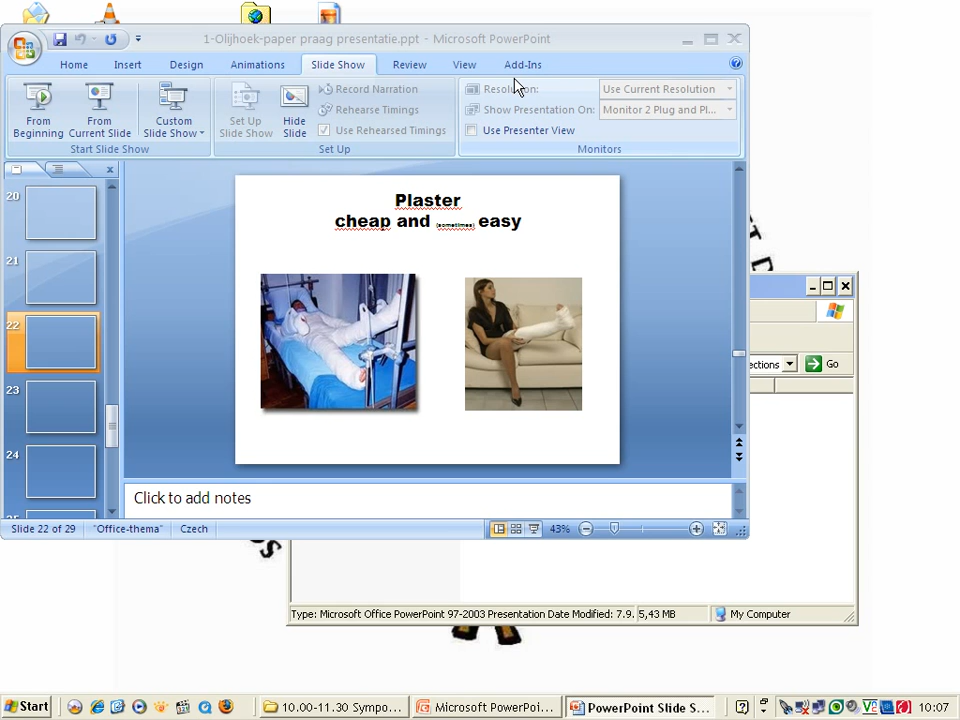 1-Olijhoek-paper praag presentatie.ppt - Microsoft PowerPoint
Home Insert Design Animations Slide Show Review View Add-Ins
From Beginning
From Current Slide
Custom Slide Show
Start Slide Show
Set Up Slide Show
Hide Slide
Record Narration
Rehearse Timings
Use Rehearsed Timings
Set Up
Resolution: Use Current Resolution
Show Presentation On: Monitor 2 Plug and Pl...
Use Presenter View
Monitors
20
21
22
23
24
Plaster
cheap and (sometimes) easy
Click to add notes
Slide 22 of 29 "Office-thema" Czech 43%
ections Go
Type: Microsoft Office PowerPoint 97-2003 Presentation Date Modified: 7.9. 5,43 MB My Computer
Start 10.00-11.30 Sympo... Microsoft PowerPoi... PowerPoint Slide S... 10:07